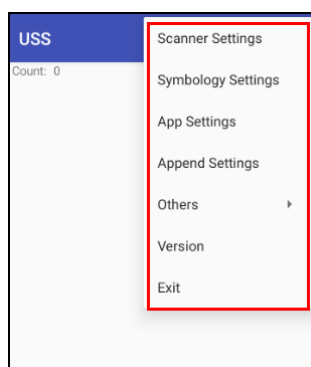 USS
Count: 0
Scanner Settings
Symbology Settings
App Settings
Append Settings
Others
Version
Exit